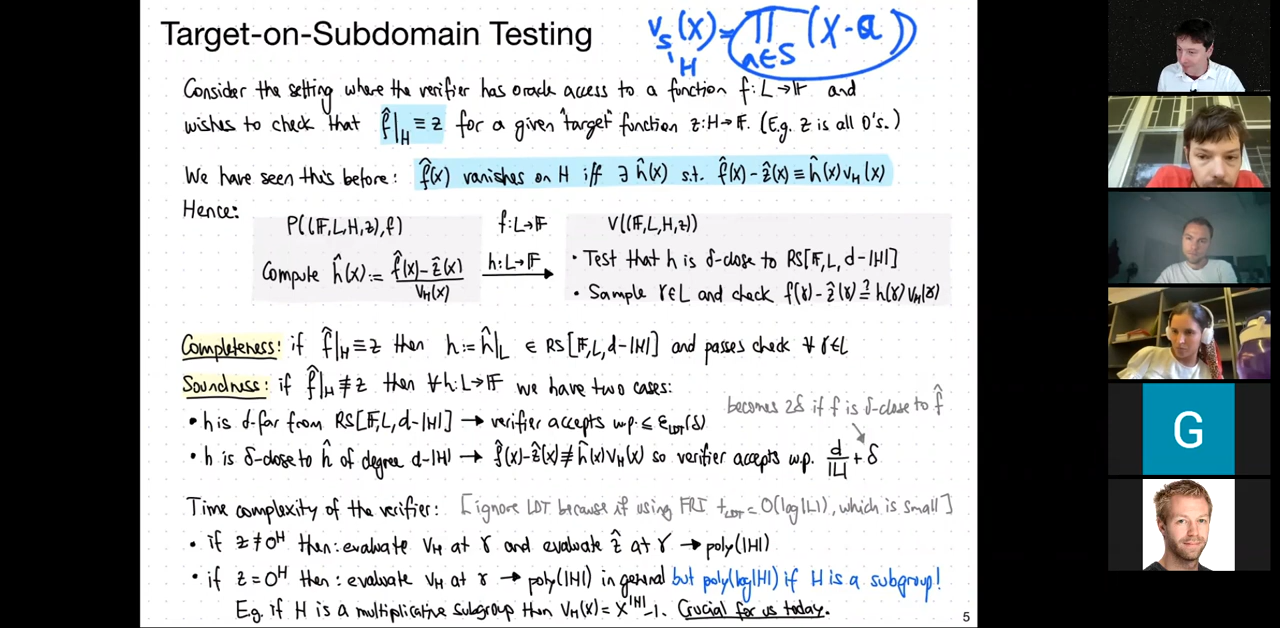 Target-on-Subdomain Testing
V_S(X) = ∏_{a∈S} (X-a)
H
Consider the setting where the verifier has oracle access to a function f: L→𝔽 and
wishes to check that f̂|_H ≡ z for a given "target" function z: H→𝔽. (E.g. z is all 0's.)
We have seen this before: f̂(x) vanishes on H iff ∃ ĥ(x) s.t. f̂(x)-ẑ(x) ≡ ĥ(x)v_H(x)
Hence:
P((𝔽,L,H,z),f)
f: L→𝔽
V((𝔽,L,H,z))
Compute ĥ(x) := (f̂(x)-ẑ(x))/v_H(x)
h: L→𝔽
• Test that h is δ-close to RS[𝔽,L,d-|H|]
• Sample γ∈L and check f(γ)-ẑ(γ) ≟ h(γ)v_H(γ)
Completeness: if f̂|_H ≡ z then h := ĥ|_L ∈ RS[𝔽,L,d-|H|] and passes check ∀ γ∈L
Soundness: if f̂|_H ≢ z then ∀ h: L→𝔽 we have two cases:
becomes 2δ if f is δ-close to f̂
• h is δ-far from RS[𝔽,L,d-|H|] → verifier accepts w.p. ≤ ε_LDT(δ)
• h is δ-close to ĥ of degree d-|H| → f̂(x)-ẑ(x) ≢ ĥ(x)v_H(x) so verifier accepts w.p. d/|L| + δ
Time complexity of the verifier: [ignore LDT because if using FRI t_LDT = O(log|L|), which is small]
• if z≠0^H then: evaluate v_H at γ and evaluate ẑ at γ → poly(|H|)
• if z=0^H then: evaluate v_H at γ → poly(|H|) in general but poly(log|H|) if H is a subgroup!
E.g. if H is a multiplicative subgroup then v_H(x) = x^{|H|}-1. Crucial for us today.
5
G